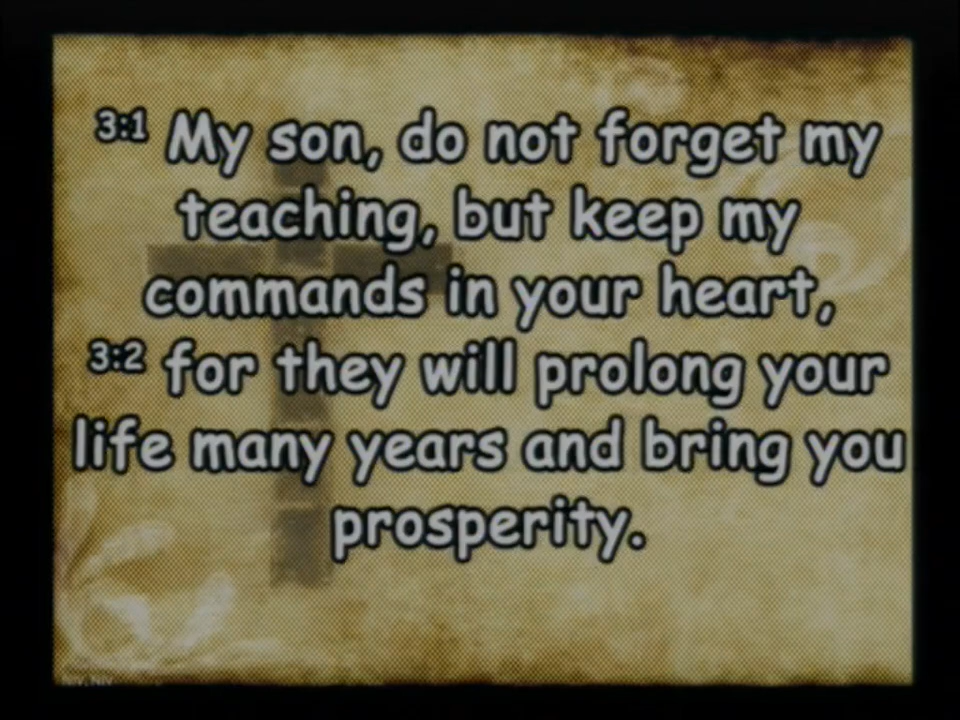 3:1 My son, do not forget my
teaching, but keep my
commands in your heart,
3:2 for they will prolong your
life many years and bring you
prosperity.